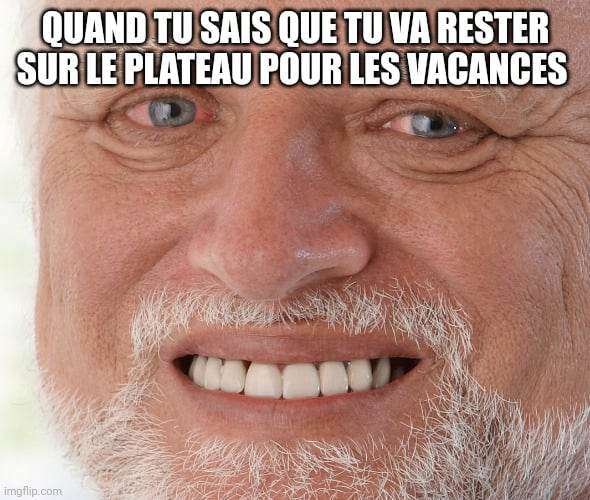 QUAND TU SAIS QUE TU VA RESTER
SUR LE PLATEAU POUR LES VACANCES
imgflip.com